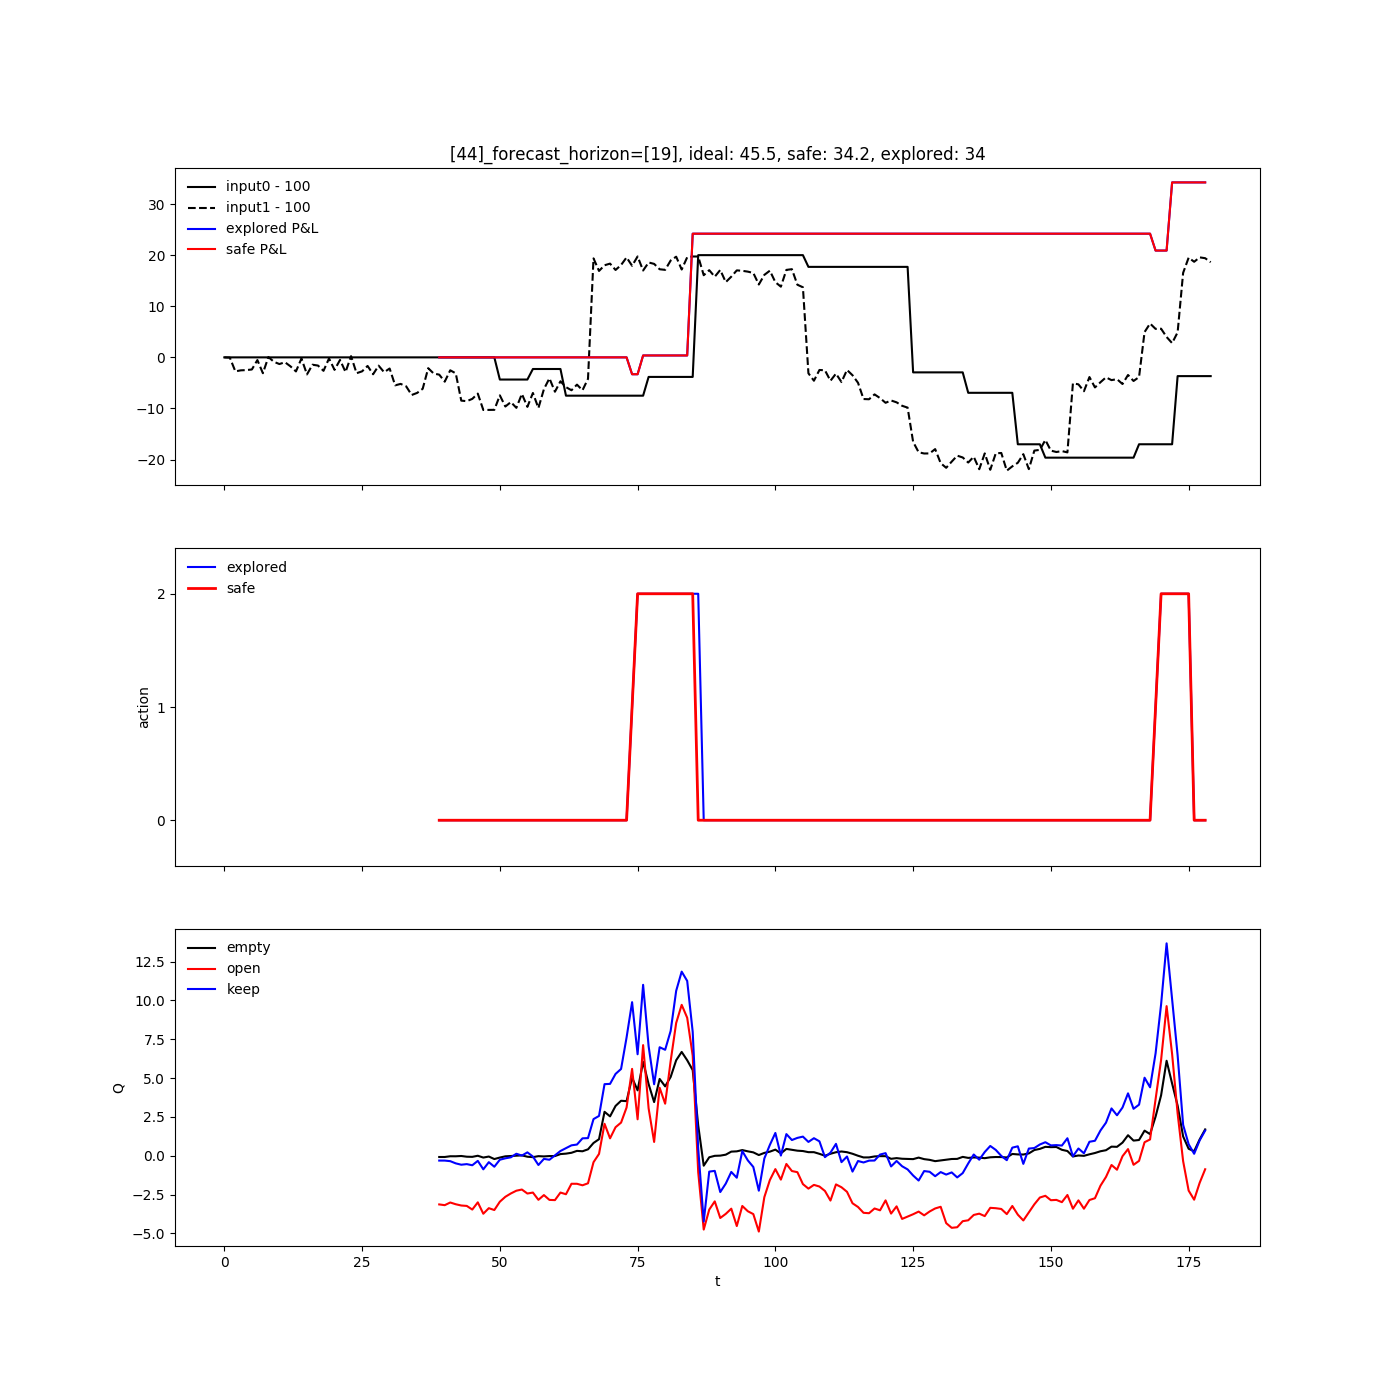 [44]_forecast_horizon=[19], ideal: 45.5, safe: 34.2, explored: 34
input0 - 100
input1 - 100
explored P&L
safe P&L
30
20
10
0
−10
−20
explored
safe
2
1
0
action
empty
open
keep
12.5
10.0
7.5
5.0
2.5
0.0
−2.5
−5.0
Q
0 25 50 75 100 125 150 175
t